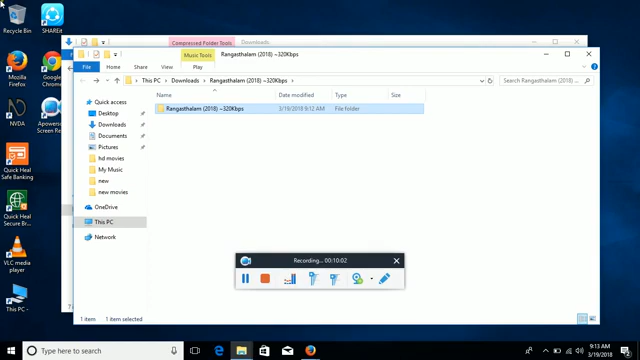 Recycle Bin
SHAREit
Mozilla Firefox
Google Chrome
NVDA
Apowersoft Screen Re
Quick Heal Safe Banking
Quick Heal Secure Br...
VLC media player
This PC -
Compressed Folder Tools Downloads
Music Tools Rangasthalam (2018) ~320Kbps
File Home Share View Play
This PC Downloads Rangasthalam (2018) ~320Kbps
Search Rangasthalam (2018) ...
Name Date modified Type Size
Rangasthalam (2018) ~320Kbps 3/19/2018 9:12 AM File folder
Quick access
Desktop
Downloads
Documents
Pictures
hd movies
My Music
new
new movies
OneDrive
This PC
Network
Recording... 00:10:02
1 item 1 item selected
Type here to search
9:13 AM
3/19/2018